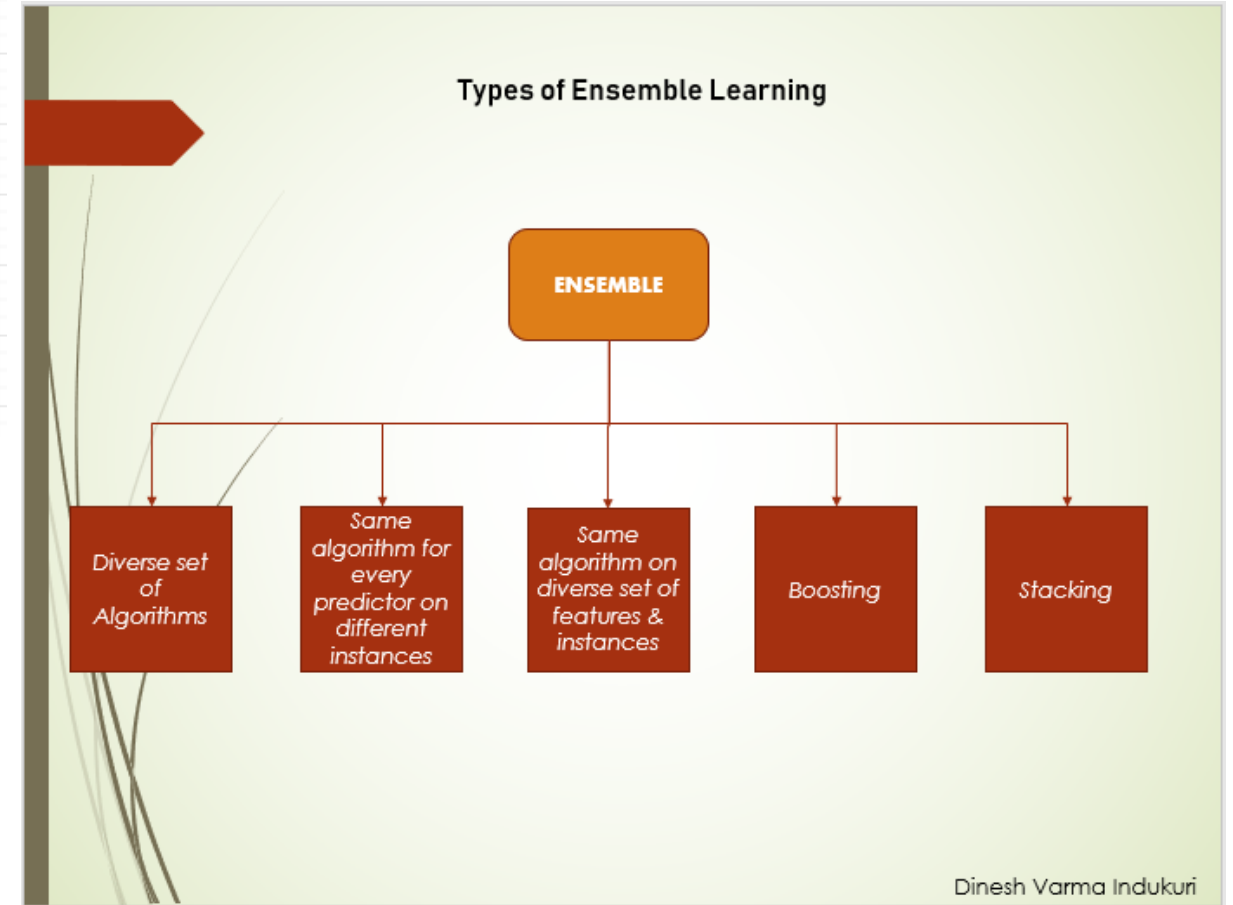 Types of Ensemble Learning
ENSEMBLE
Diverse set
of
Algorithms
Same
algorithm for
every
predictor on
different
instances
Same
algorithm on
diverse set of
features &
instances
Boosting
Stacking
Dinesh Varma Indukuri